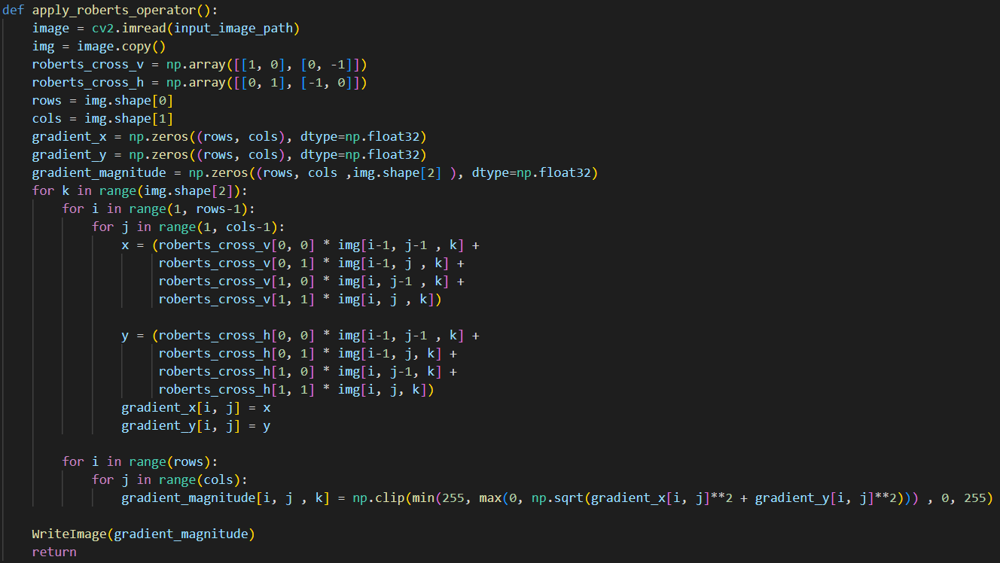 def apply_roberts_operator():
    image = cv2.imread(input_image_path)
    img = image.copy()
    roberts_cross_v = np.array([[1, 0], [0, -1]])
    roberts_cross_h = np.array([[0, 1], [-1, 0]])
    rows = img.shape[0]
    cols = img.shape[1]
    gradient_x = np.zeros((rows, cols), dtype=np.float32)
    gradient_y = np.zeros((rows, cols), dtype=np.float32)
    gradient_magnitude = np.zeros((rows, cols ,img.shape[2] ), dtype=np.float32)
    for k in range(img.shape[2]):
        for i in range(1, rows-1):
            for j in range(1, cols-1):
                x = (roberts_cross_v[0, 0] * img[i-1, j-1 , k] +
                     roberts_cross_v[0, 1] * img[i-1, j , k] +
                     roberts_cross_v[1, 0] * img[i, j-1 , k] +
                     roberts_cross_v[1, 1] * img[i, j , k])

                y = (roberts_cross_h[0, 0] * img[i-1, j-1 , k] +
                     roberts_cross_h[0, 1] * img[i-1, j, k] +
                     roberts_cross_h[1, 0] * img[i, j-1, k] +
                     roberts_cross_h[1, 1] * img[i, j, k])
                gradient_x[i, j] = x
                gradient_y[i, j] = y

        for i in range(rows):
            for j in range(cols):
                gradient_magnitude[i, j , k] = np.clip(min(255, max(0, np.sqrt(gradient_x[i, j]**2 + gradient_y[i, j]**2))) , 0, 255)

    WriteImage(gradient_magnitude)
    return